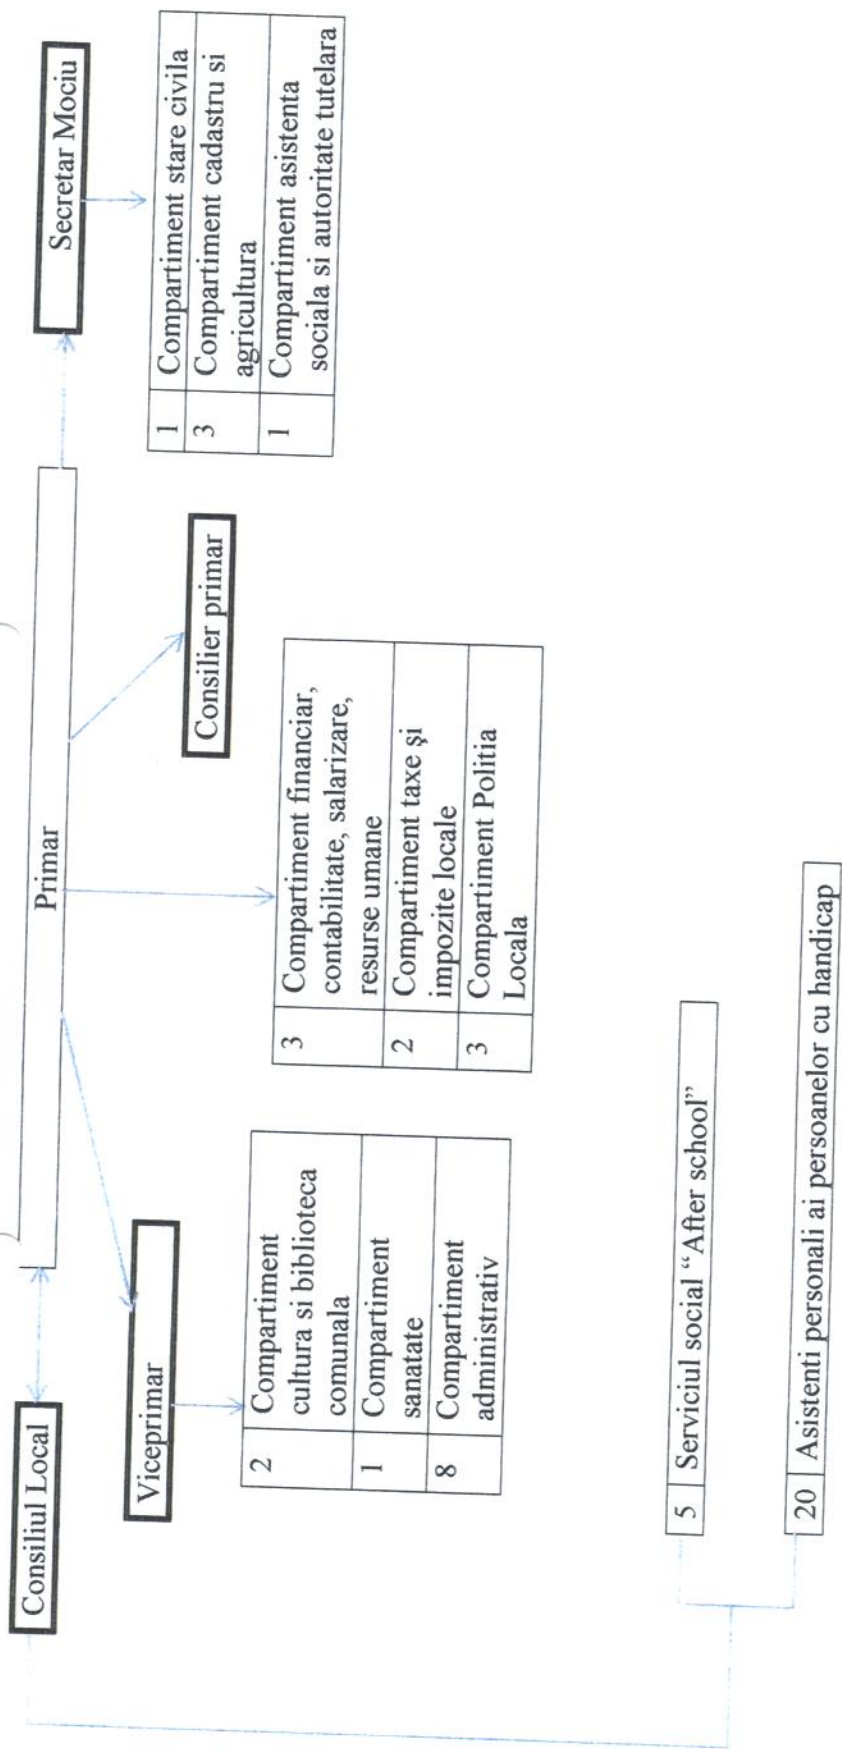 Consiliul Local
Primar
Secretar Mociu
Viceprimar
Consilier primar
2 Compartiment
cultura si biblioteca
comunala
1 Compartiment
sanatate
8 Compartiment
administrativ
3 Compartiment financiar,
contabilitate, salarizare,
resurse umane
2 Compartiment taxe şi
impozite locale
3 Compartiment Politia
Locala
1 Compartiment stare civila
3 Compartiment cadastru si
agricultura
1 Compartiment asistenta
sociala si autoritate tutelara
5 Serviciul social “After school”
20 Asistenti personali ai persoanelor cu handicap